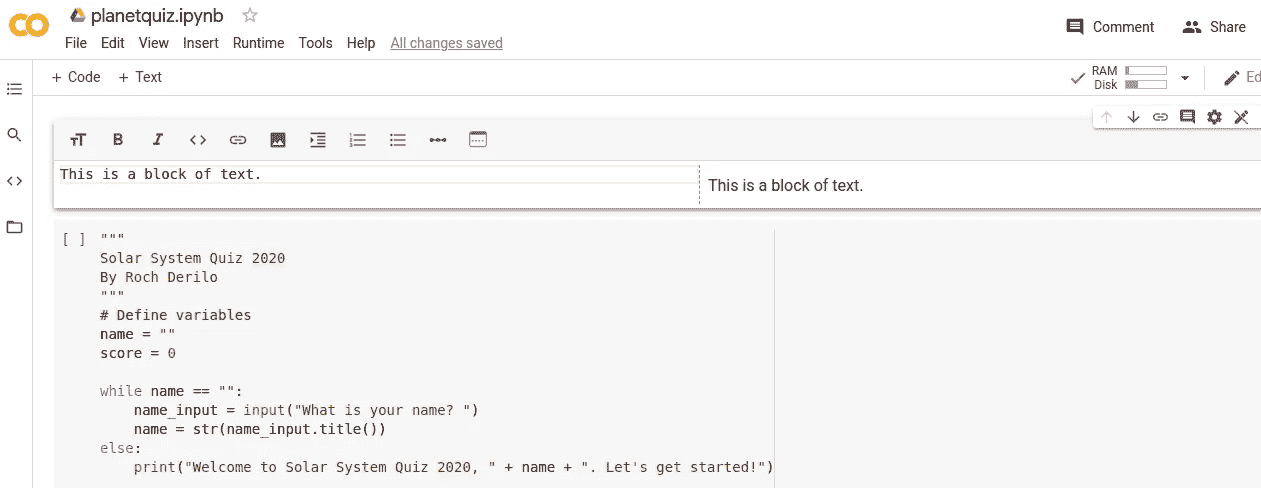 planetquiz.ipynb
Comment
Share
File Edit View Insert Runtime Tools Help All changes saved
+ Code + Text
RAM
Disk
Ed
This is a block of text.
This is a block of text.
[ ] """
Solar System Quiz 2020
By Roch Derilo
"""
# Define variables
name = ""
score = 0
while name == "":
    name_input = input("What is your name? ")
    name = str(name_input.title())
else:
    print("Welcome to Solar System Quiz 2020, " + name + ". Let's get started!")